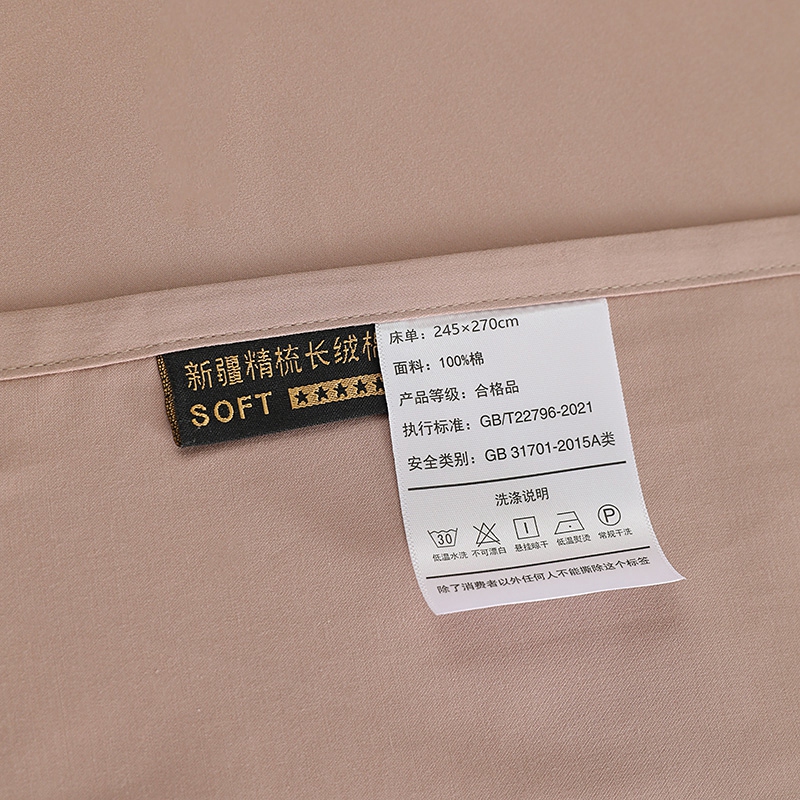 新疆精梳长绒棉
SOFT ★★★★★
床单：245×270cm
面料：100%棉
产品等级：合格品
执行标准：GB/T22796-2021
安全类别：GB 31701-2015A类
洗涤说明
30 P
低温水洗 不可漂白 悬挂晾干 低温熨烫 常规干洗
除了消费者以外任何人不能撕除这个标签